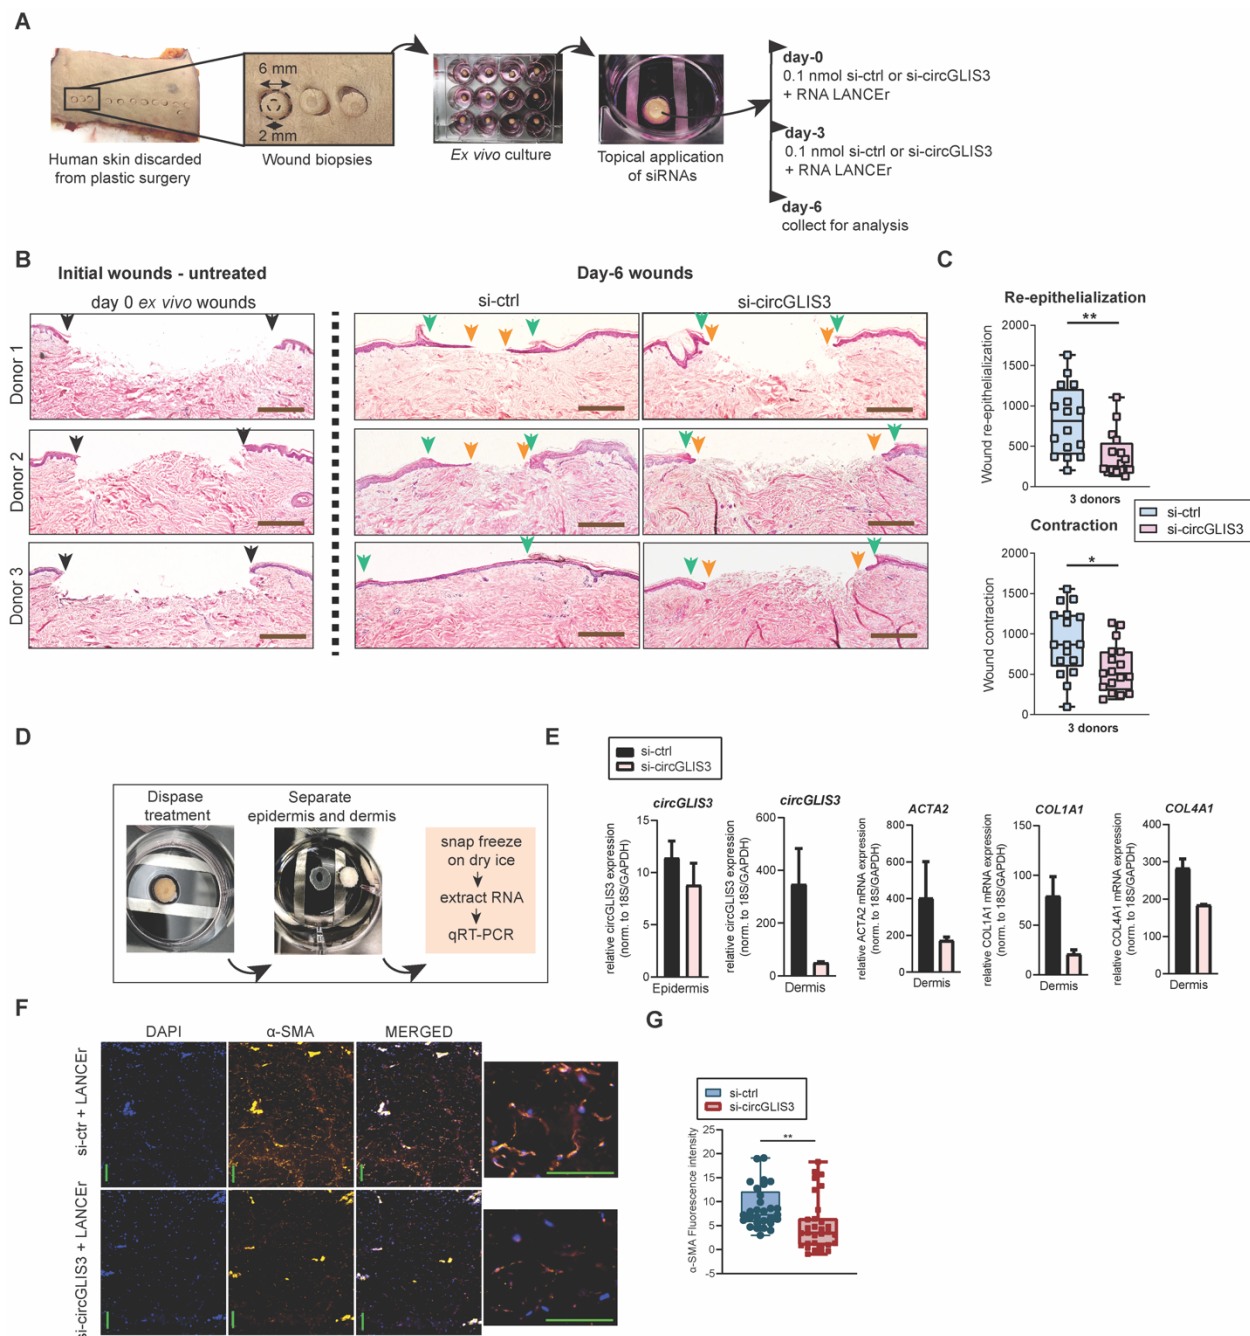 A
6 mm
2 mm
Human skin discarded
from plastic surgery
Wound biopsies
Ex vivo culture
Topical application
of siRNAs
day-0
0.1 nmol si-ctrl or si-circGLIS3
+ RNA LANCEr
day-3
0.1 nmol si-ctrl or si-circGLIS3
+ RNA LANCEr
day-6
collect for analysis
B
Initial wounds - untreated
Day-6 wounds
day 0 ex vivo wounds
si-ctrl
si-circGLIS3
Donor 1
Donor 2
Donor 3
C
Re-epithelialization
Wound re-epithelialization
2000
1500
1000
500
0
**
3 donors
si-ctrl
si-circGLIS3
Contraction
Wound contraction
2000
1500
1000
500
0
*
3 donors
D
Dispase
treatment
Separate
epidermis and dermis
snap freeze
on dry ice
extract RNA
qRT-PCR
E
si-ctrl
si-circGLIS3
circGLIS3
relative circGLIS3 expression
(norm. to 18S/GAPDH)
15
10
5
0
Epidermis
circGLIS3
relative circGLIS3 expression
(norm. to 18S/GAPDH)
600
400
200
0
Dermis
ACTA2
relative ACTA2 mRNA expression
(norm. to 18S/GAPDH)
800
600
400
200
0
Dermis
COL1A1
relative COL1A1 mRNA expression
(norm. to 18S/GAPDH)
150
100
50
0
Dermis
COL4A1
relative COL4A1 mRNA expression
(norm. to 18S/GAPDH)
400
300
200
100
0
Dermis
F
DAPI
α-SMA
MERGED
si-ctr + LANCEr
si-circGLIS3 + LANCEr
G
si-ctrl
si-circGLIS3
α-SMA Fluorescence intensity
25
20
15
10
5
0
-5
**